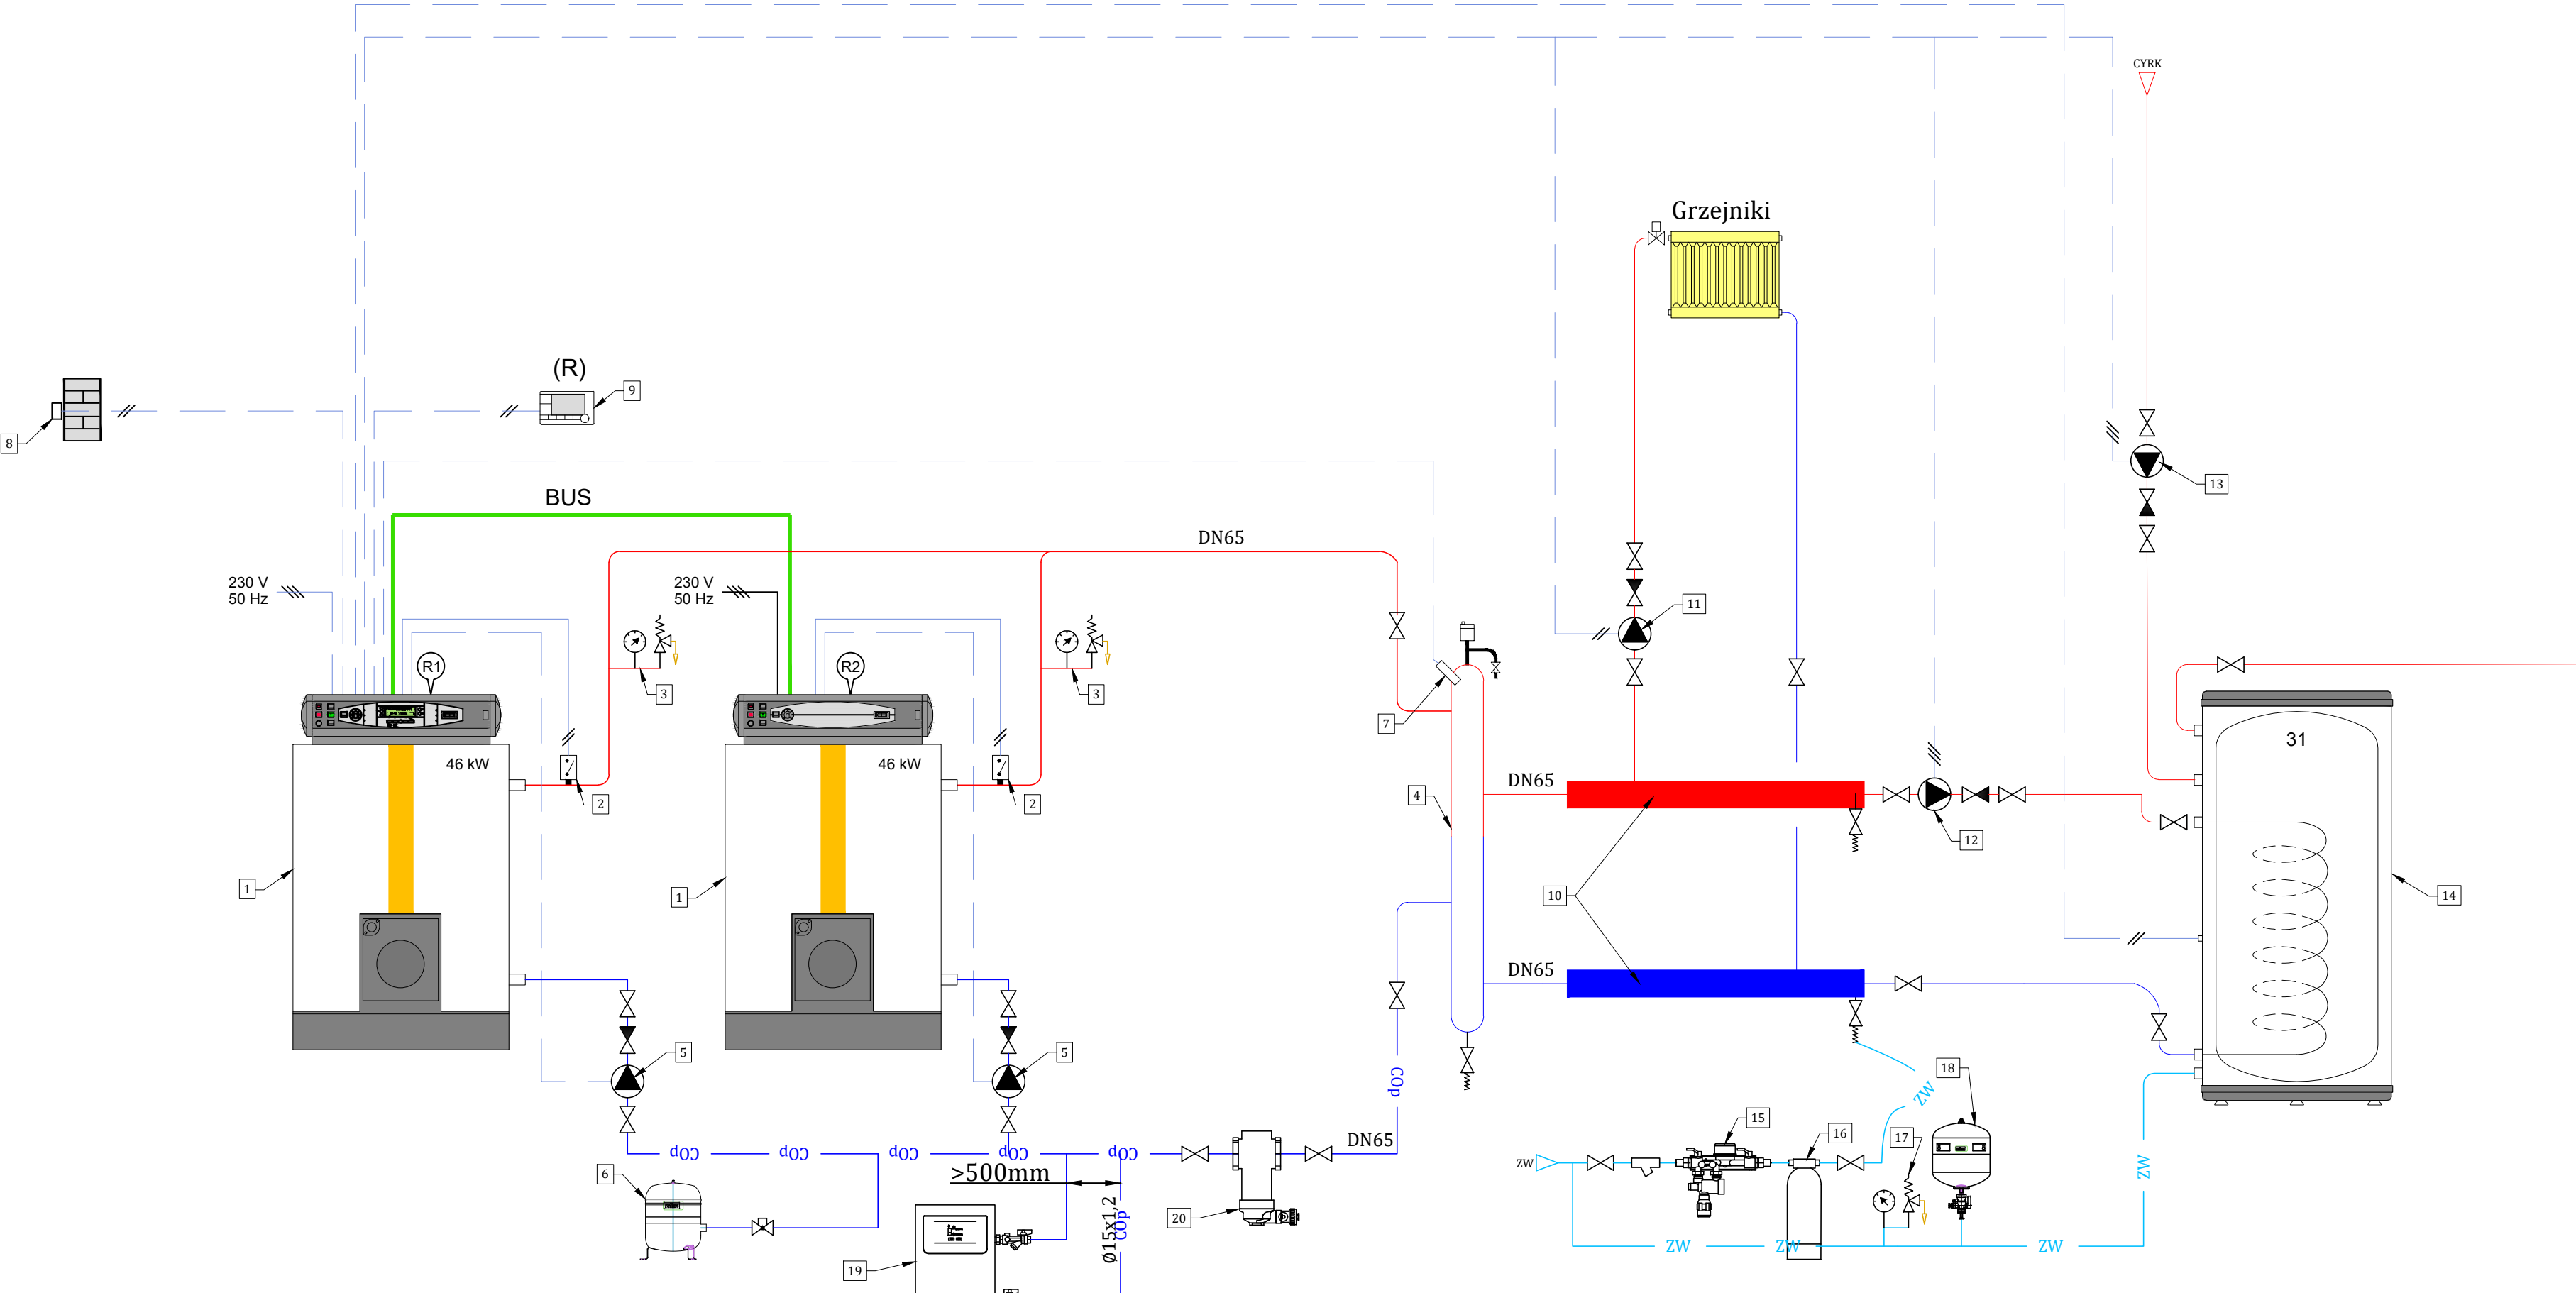 CYRK
Grzejniki
(R)
9
8
13
BUS
DN65
230 V
50 Hz
230 V
50 Hz
11
R1
R2
3
3
7
31
46 kW
46 kW
2
2
DN65
4
12
1
1
10
14
DN65
5
5
COp
ZW
18
15
16
17
DN65
COp
COp
COp
COp
COp
ZW
ZW
>500mm
6
20
COp
ø15x1,2
19
ZW
ZW
ZW